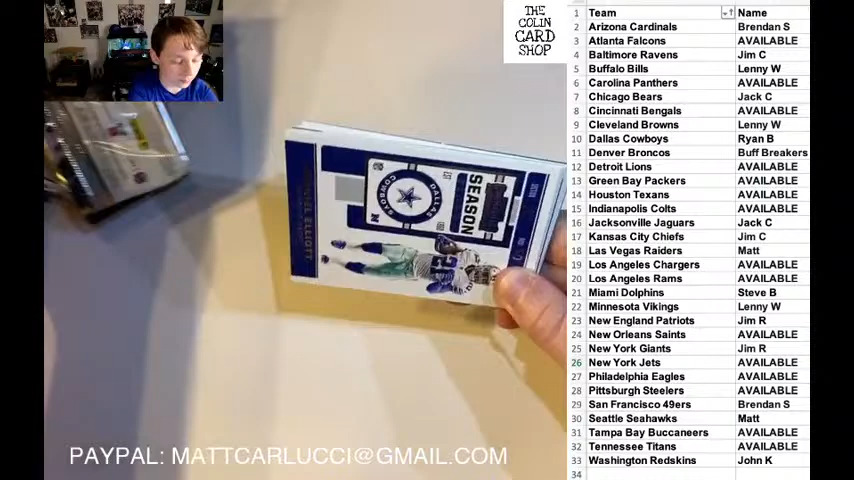 THE
COLIN
CARD
SHOP
1 Team Name
2 Arizona Cardinals Brendan S
3 Atlanta Falcons AVAILABLE
4 Baltimore Ravens Jim C
5 Buffalo Bills Lenny W
6 Carolina Panthers AVAILABLE
7 Chicago Bears Jack C
8 Cincinnati Bengals AVAILABLE
9 Cleveland Browns Lenny W
10 Dallas Cowboys Ryan B
11 Denver Broncos Buff Breakers
12 Detroit Lions AVAILABLE
13 Green Bay Packers AVAILABLE
14 Houston Texans AVAILABLE
15 Indianapolis Colts AVAILABLE
16 Jacksonville Jaguars Jack C
17 Kansas City Chiefs Jim C
18 Las Vegas Raiders Matt
19 Los Angeles Chargers AVAILABLE
20 Los Angeles Rams AVAILABLE
21 Miami Dolphins Steve B
22 Minnesota Vikings Lenny W
23 New England Patriots Jim R
24 New Orleans Saints AVAILABLE
25 New York Giants Jim R
26 New York Jets AVAILABLE
27 Philadelphia Eagles AVAILABLE
28 Pittsburgh Steelers AVAILABLE
29 San Francisco 49ers Brendan S
30 Seattle Seahawks Matt
31 Tampa Bay Buccaneers AVAILABLE
32 Tennessee Titans AVAILABLE
33 Washington Redskins John K
34
DALLAS
COWBOYS
SEASON
ELLIOTT
PAYPAL: MATTCARLUCCI@GMAIL.COM